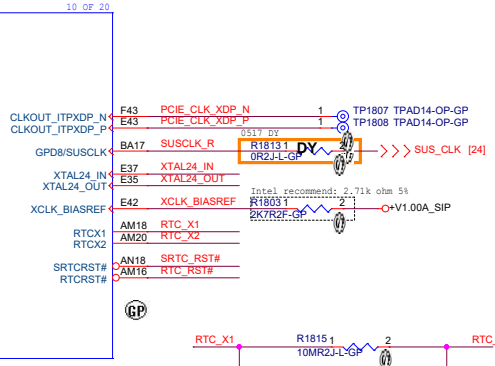 10 OF 20
CLKOUT_ITPXDP_N F43 PCIE_CLK_XDP_N 1 TP1807 TPAD14-OP-GP
CLKOUT_ITPXDP_P E43 PCIE_CLK_XDP_P 1 TP1808 TPAD14-OP-GP
0517 DY
GPD8/SUSCLK BA17 SUSCLK_R R1813 1 DY 2 SUS_CLK [24]
0R2J-L-GP
XTAL24_IN E37 XTAL24_IN
XTAL24_OUT E35 XTAL24_OUT
Intel recommend: 2.71k ohm 5%
XCLK_BIASREF E42 XCLK_BIASREF R1803 1 2 +V1.00A_SIP
2K7R2F-GP
RTCX1 AM18 RTC_X1
RTCX2 AM20 RTC_X2
SRTCRST# AN18 SRTC_RST#
RTCRST# AM16 RTC_RST#
GP
RTC_X1 R1815 1 2 RTC_
10MR2J-L-GP